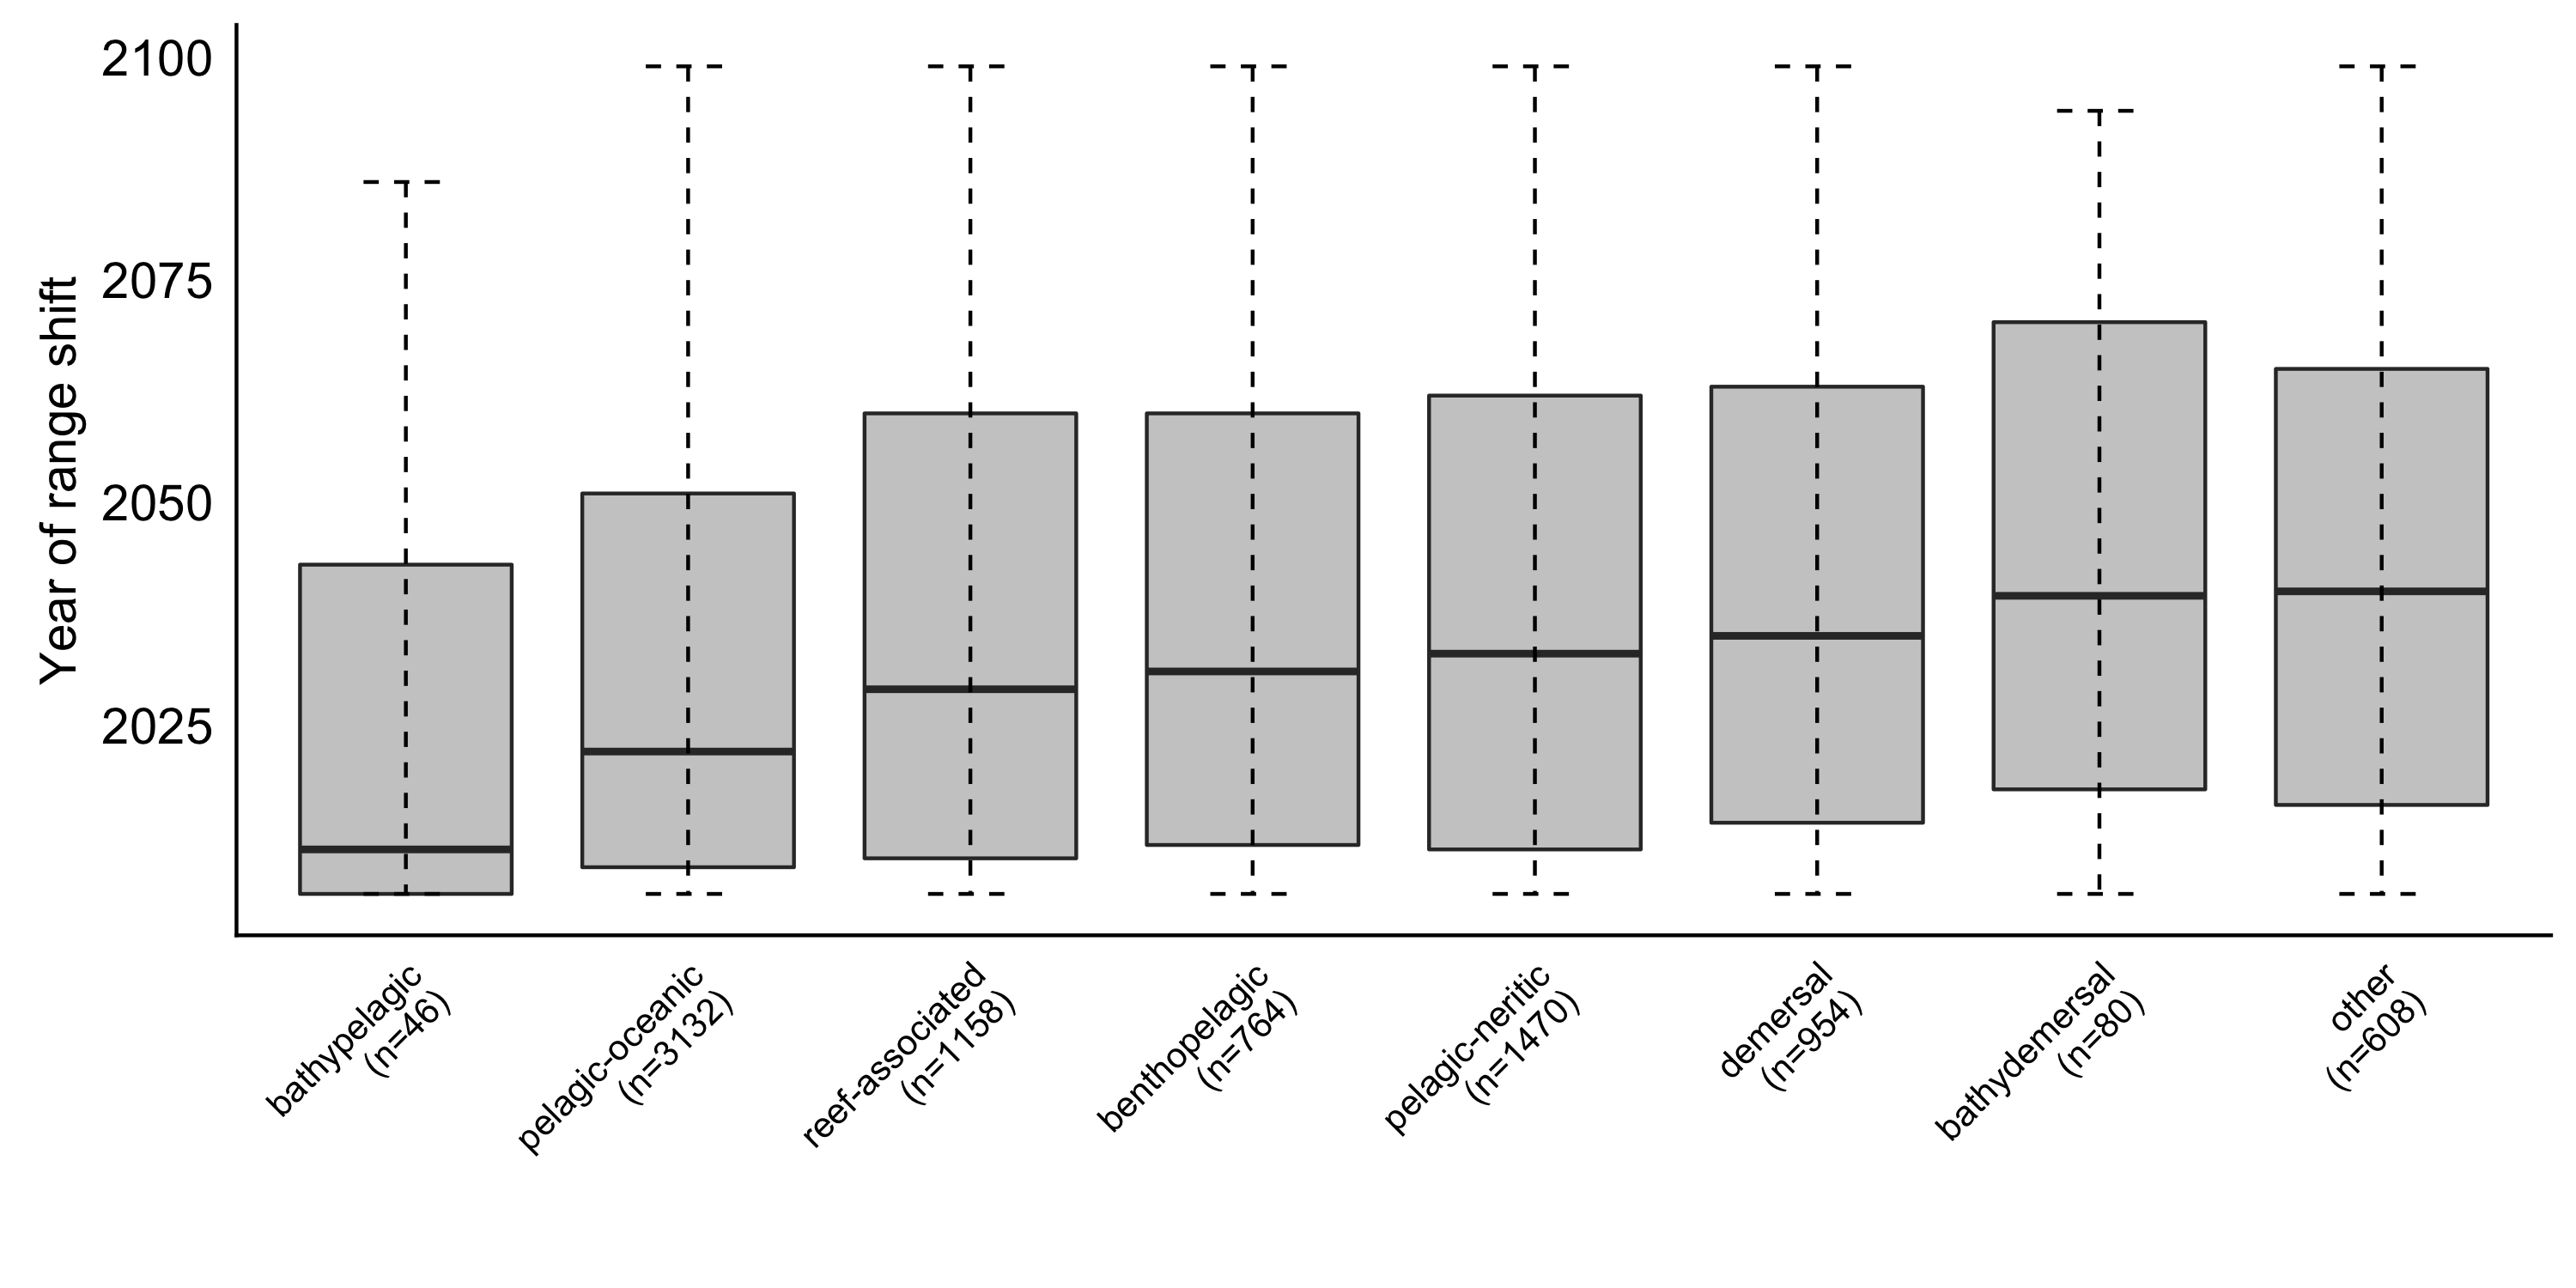 Year of range shift
2100
2075
2050
2025
bathypelagic
(n=46)
pelagic-oceanic
(n=3132)
reef-associated
(n=1158)
benthopelagic
(n=764)
pelagic-neritic
(n=1470)
demersal
(n=954)
bathydemersal
(n=80)
other
(n=608)